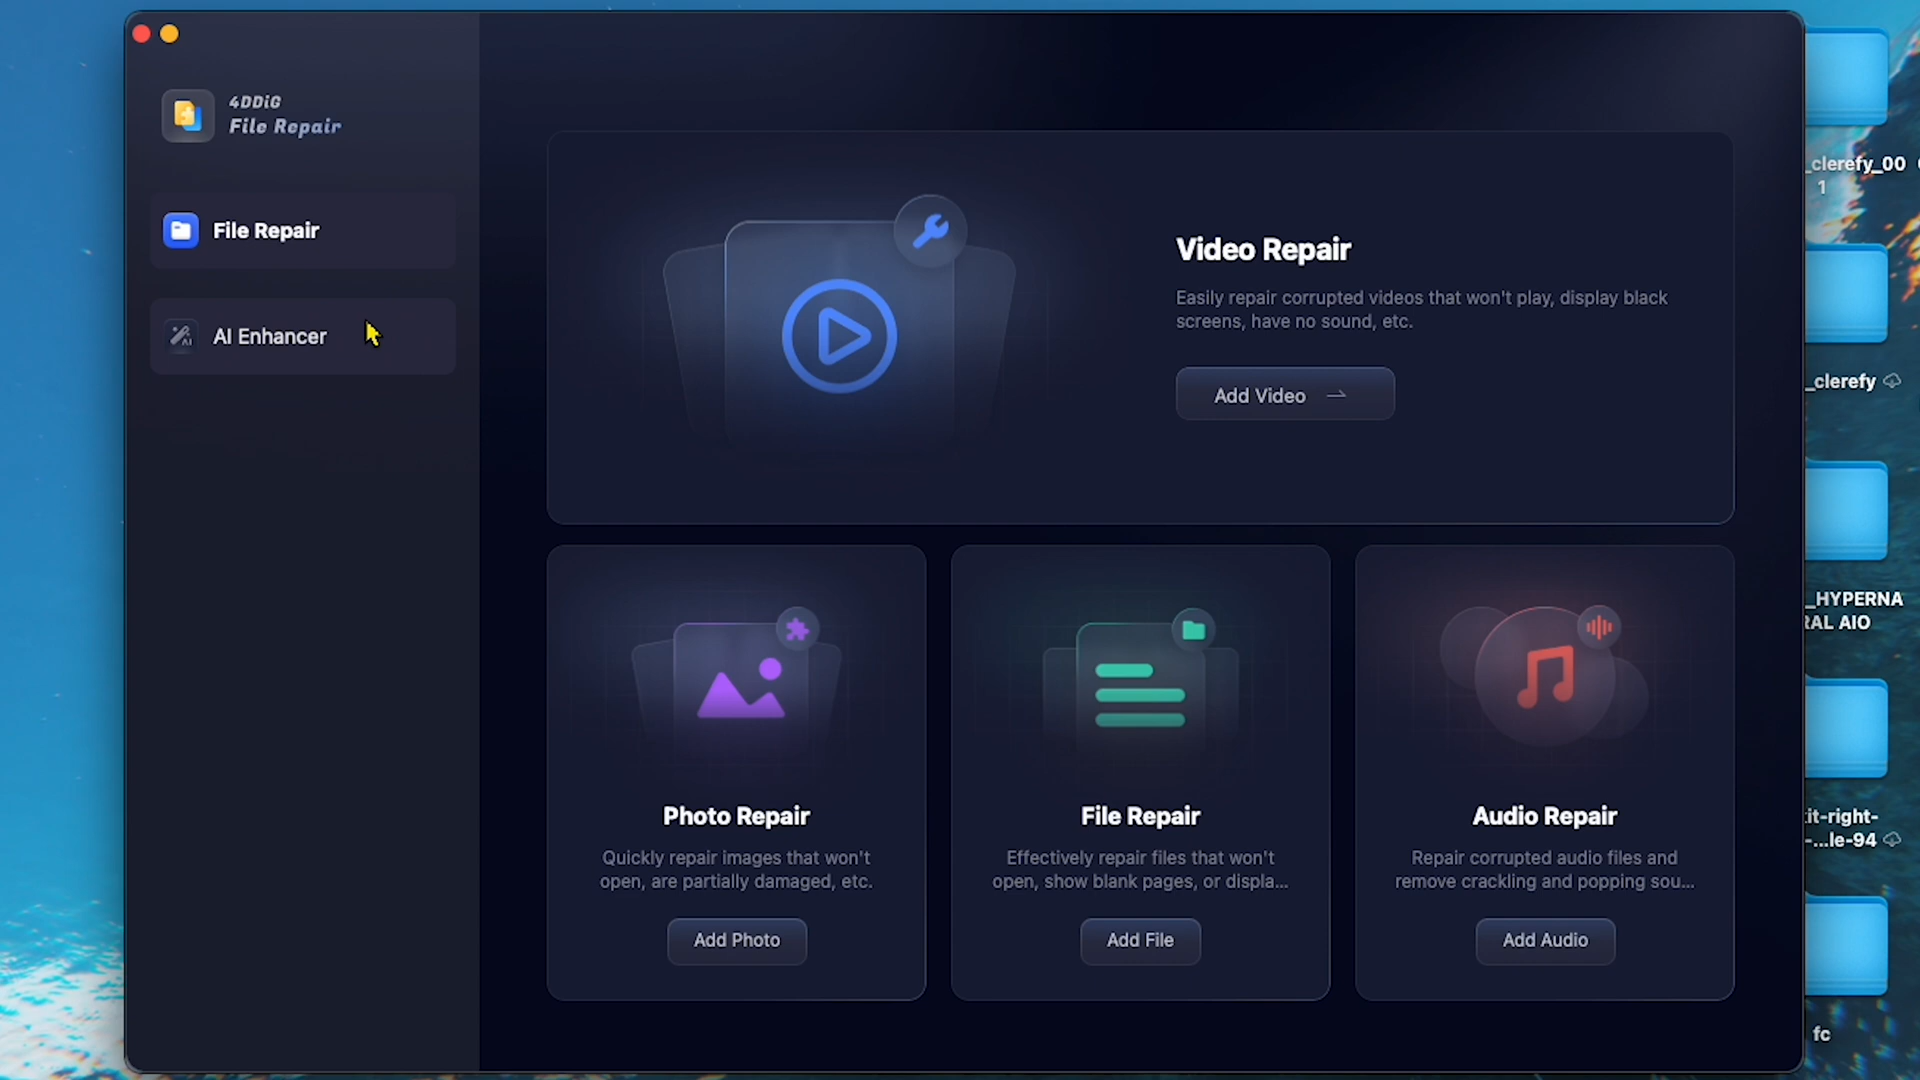 4DDiG
File Repair
File Repair
AI Enhancer
Video Repair
Easily repair corrupted videos that won't play, display black
screens, have no sound, etc.
Add Video
Photo Repair
Quickly repair images that won't
open, are partially damaged, etc.
Add Photo
File Repair
Effectively repair files that won't
open, show blank pages, or displa...
Add File
Audio Repair
Repair corrupted audio files and
remove crackling and popping sou...
Add Audio
_clerefy_00
1
_clerefy
_HYPERNA
RAL AIO
it-right-
-...le-94
fc